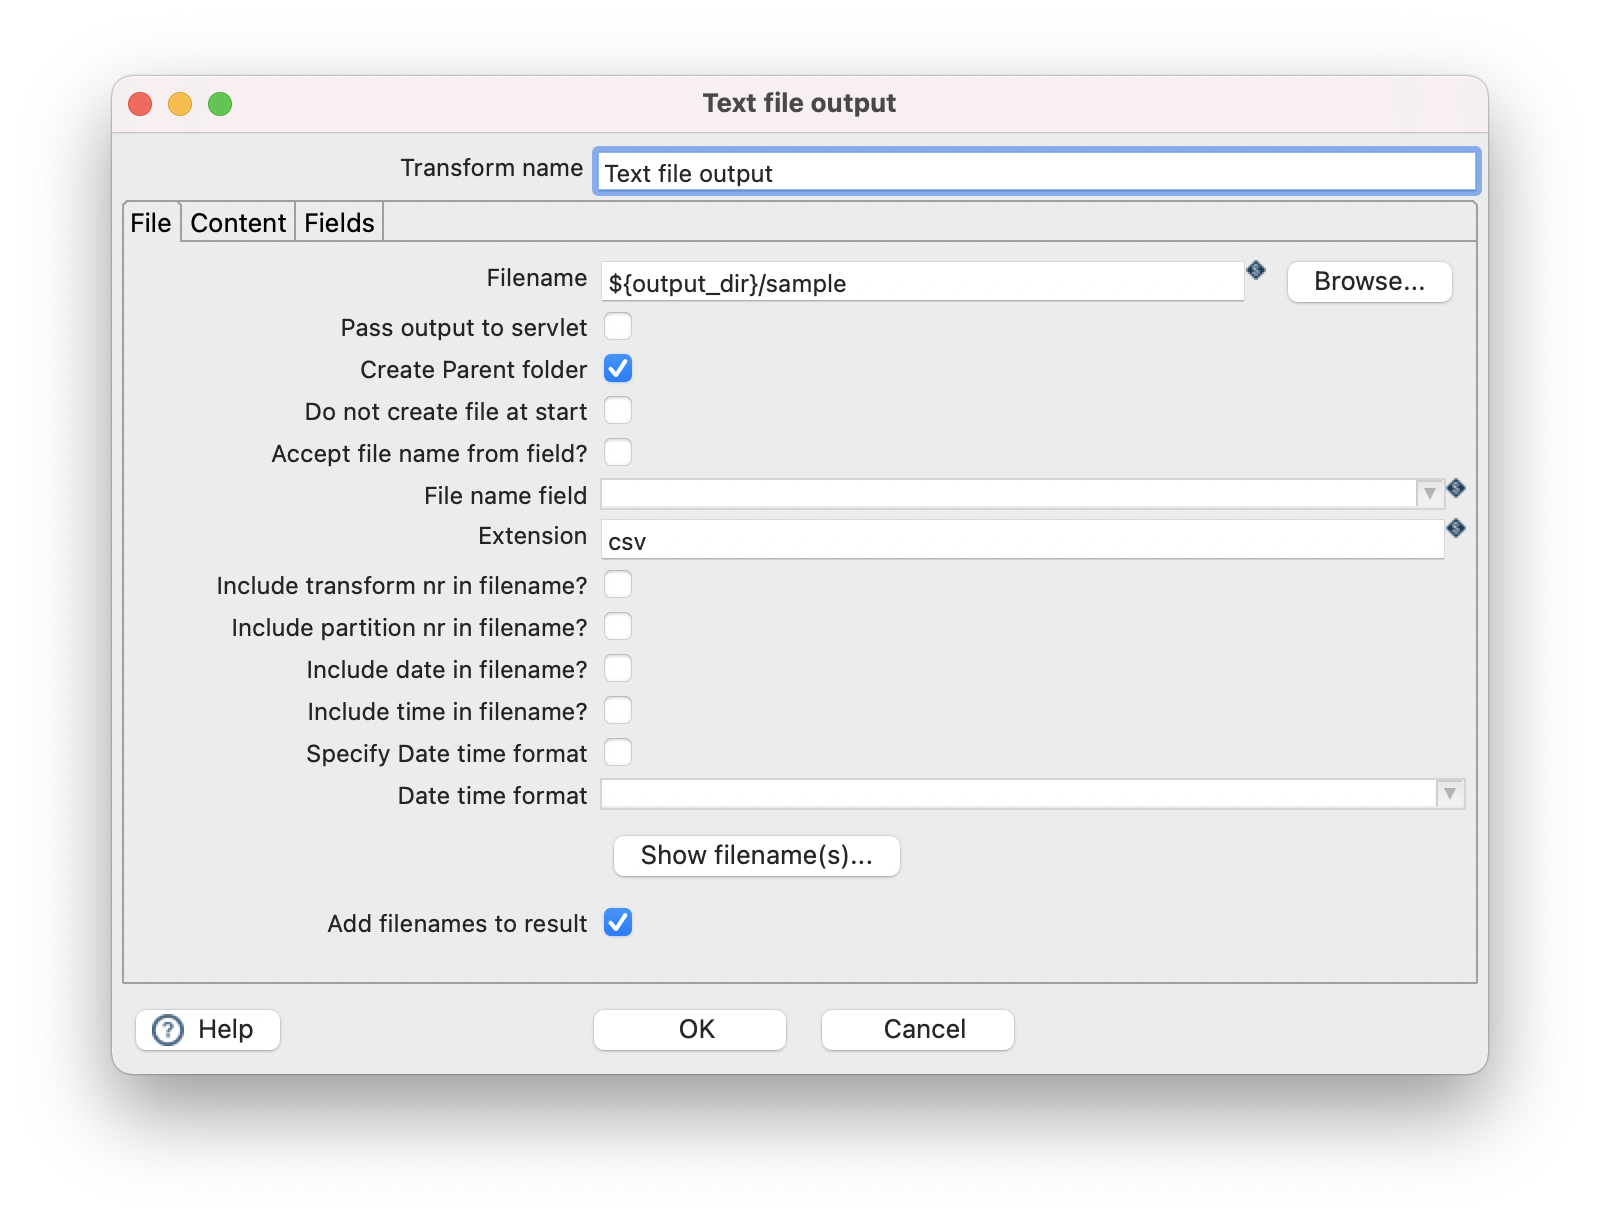 Text file output
Transform name Text file output
File Content Fields
Filename ${output_dir}/sample Browse...
Pass output to servlet
Create Parent folder
Do not create file at start
Accept file name from field?
File name field
Extension csv
Include transform nr in filename?
Include partition nr in filename?
Include date in filename?
Include time in filename?
Specify Date time format
Date time format
Show filename(s)...
Add filenames to result
? Help OK Cancel